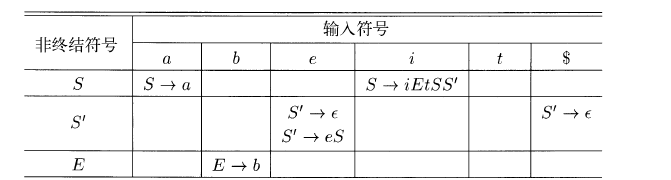 非终结符号 输入符号
a b e i t $
S S → a S → iEtSS′
S′ S′ → ϵ S′ → ϵ
S′ → eS
E E → b